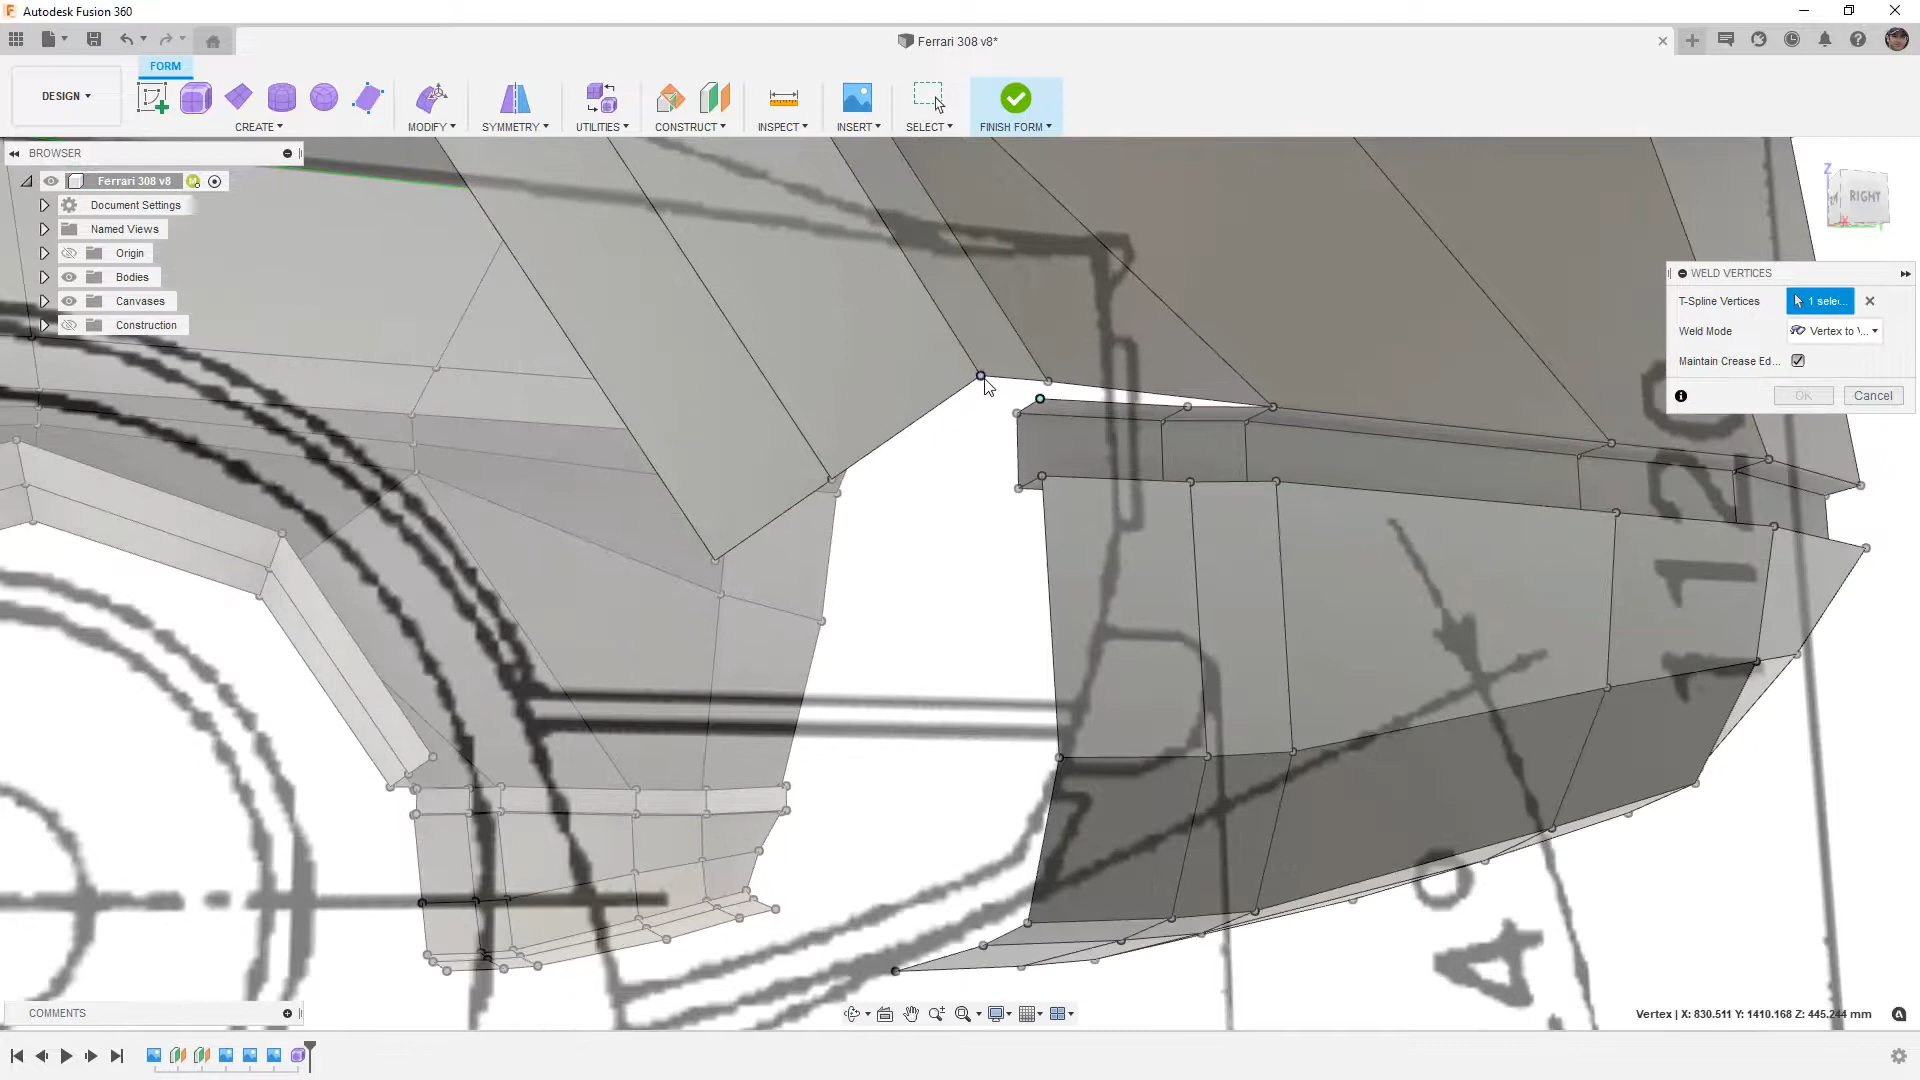 Autodesk Fusion 360
Ferrari 308 v8*
FORM
DESIGN
CREATE
MODIFY
SYMMETRY
UTILITIES
CONSTRUCT
INSPECT
INSERT
SELECT
FINISH FORM
BROWSER
Ferrari 308 v8
Document Settings
Named Views
Origin
Bodies
Canvases
Construction
Z
RIGHT
WELD VERTICES
T-Spline Vertices
1 selec...
Weld Mode
Vertex to \...
Maintain Crease Ed...
OK
Cancel
1120
COMMENTS
Vertex | X: 830.511 Y: 1410.168 Z: 445.244 mm